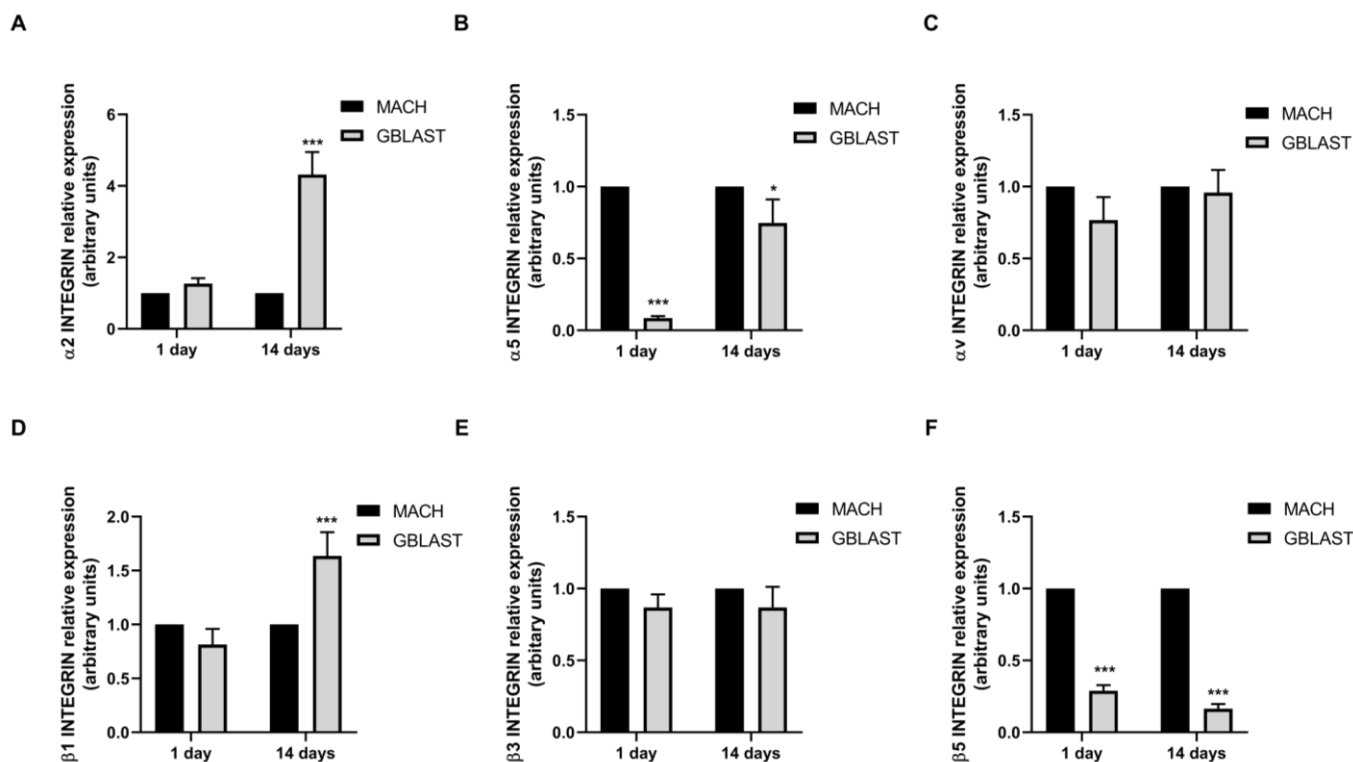 A
α2 INTEGRIN relative expression
(arbitrary units)
6
4
2
0
1 day
14 days
***
MACH
GBLAST
B
α5 INTEGRIN relative expression
(arbitrary units)
1.5
1.0
0.5
0.0
1 day
14 days
***
*
MACH
GBLAST
C
αv INTEGRIN relative expression
(arbitrary units)
1.5
1.0
0.5
0.0
1 day
14 days
MACH
GBLAST
D
β1 INTEGRIN relative expression
(arbitrary units)
2.0
1.5
1.0
0.5
0.0
1 day
14 days
***
MACH
GBLAST
E
β3 INTEGRIN relative expression
(arbitary units)
1.5
1.0
0.5
0.0
1 day
14 days
MACH
GBLAST
F
β5 INTEGRIN relative expression
(arbitrary units)
1.5
1.0
0.5
0.0
1 day
14 days
***
***
MACH
GBLAST